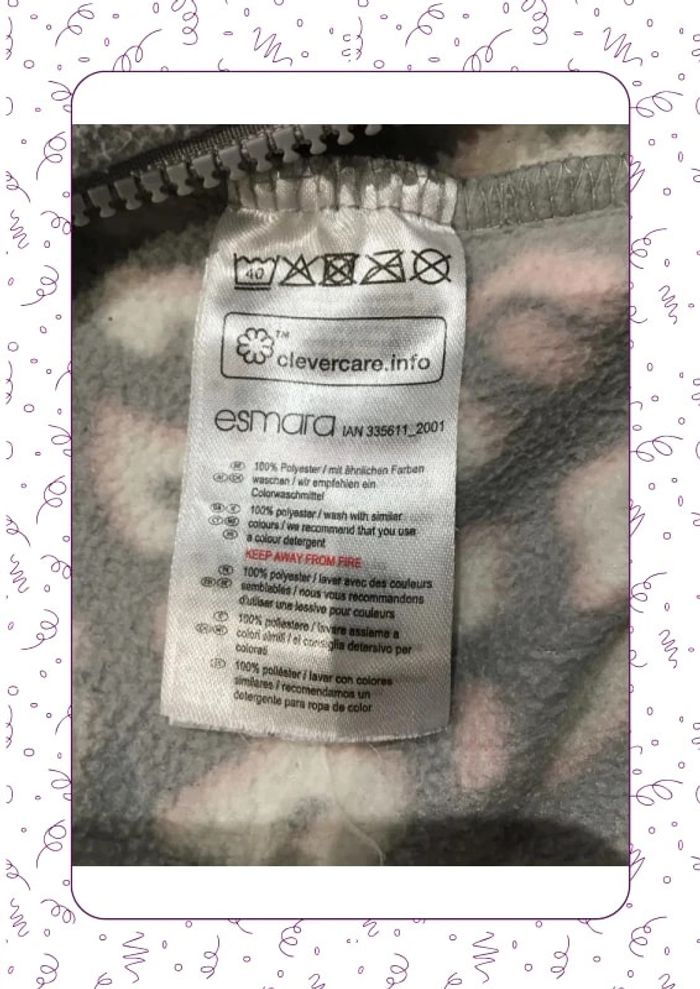 40
TM
clevercare.info
esmara IAN 335611_2001
100% Polyester / mit ähnlichen Farben
waschen / wir empfehlen ein
Colorwaschmittel
100% polyester / wash with similar
colours / we recommend that you use
a colour detergent
KEEP AWAY FROM FIRE
100% polyester / laver avec des couleurs
semblables / nous vous recommandons
d'utiliser une lessive pour couleurs
100% poliestere / lavare assieme a
colori simili / si consiglia detersivo per
colorati
100% poliéster / lavar con colores
similares / recomendamos un
detergente para ropa de color